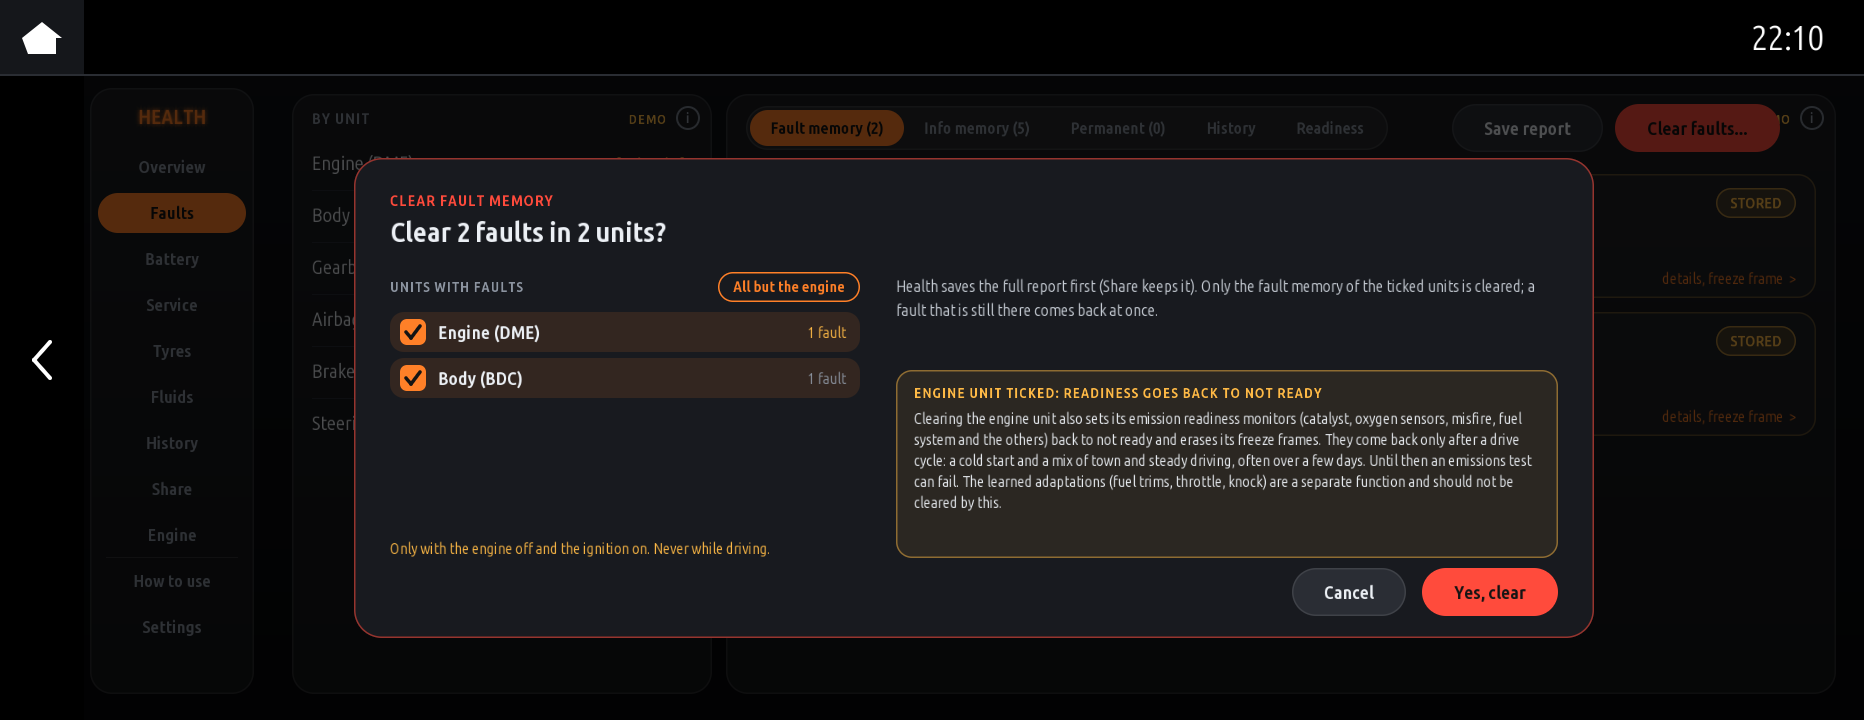 22:10
HEALTH
Overview
Faults
Battery
Service
Tyres
Fluids
History
Share
Engine
How to use
Settings
BY UNIT
DEMO
i
Engine (DME)
Body
Fault memory (2)
Info memory (5)
Permanent (0)
History
Readiness
Save report
Clear faults...
i
STORED
details, freeze frame >
STORED
details, freeze frame >
CLEAR FAULT MEMORY
Clear 2 faults in 2 units?
UNITS WITH FAULTS
All but the engine
Engine (DME)
1 fault
Body (BDC)
1 fault
Only with the engine off and the ignition on. Never while driving.
Health saves the full report first (Share keeps it). Only the fault memory of the ticked units is cleared; a
fault that is still there comes back at once.
ENGINE UNIT TICKED: READINESS GOES BACK TO NOT READY
Clearing the engine unit also sets its emission readiness monitors (catalyst, oxygen sensors, misfire, fuel
system and the others) back to not ready and erases its freeze frames. They come back only after a drive
cycle: a cold start and a mix of town and steady driving, often over a few days. Until then an emissions test
can fail. The learned adaptations (fuel trims, throttle, knock) are a separate function and should not be
cleared by this.
Cancel
Yes, clear